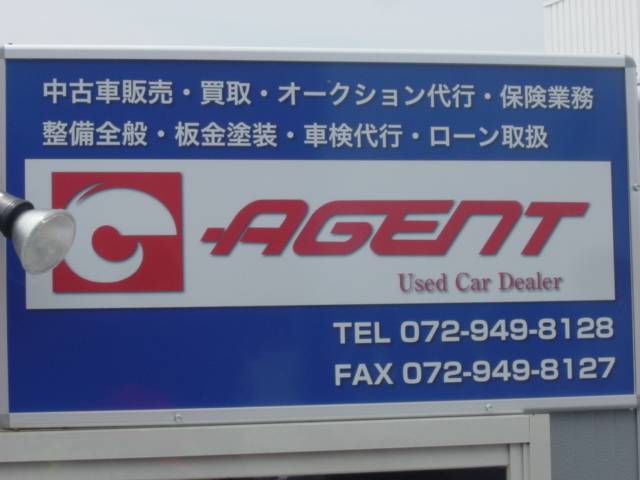 中古車販売・買取・オークション代行・保険業務
整備全般・板金塗装・車検代行・ローン取扱
AGENT
Used Car Dealer
TEL 072-949-8128
FAX 072-949-8127